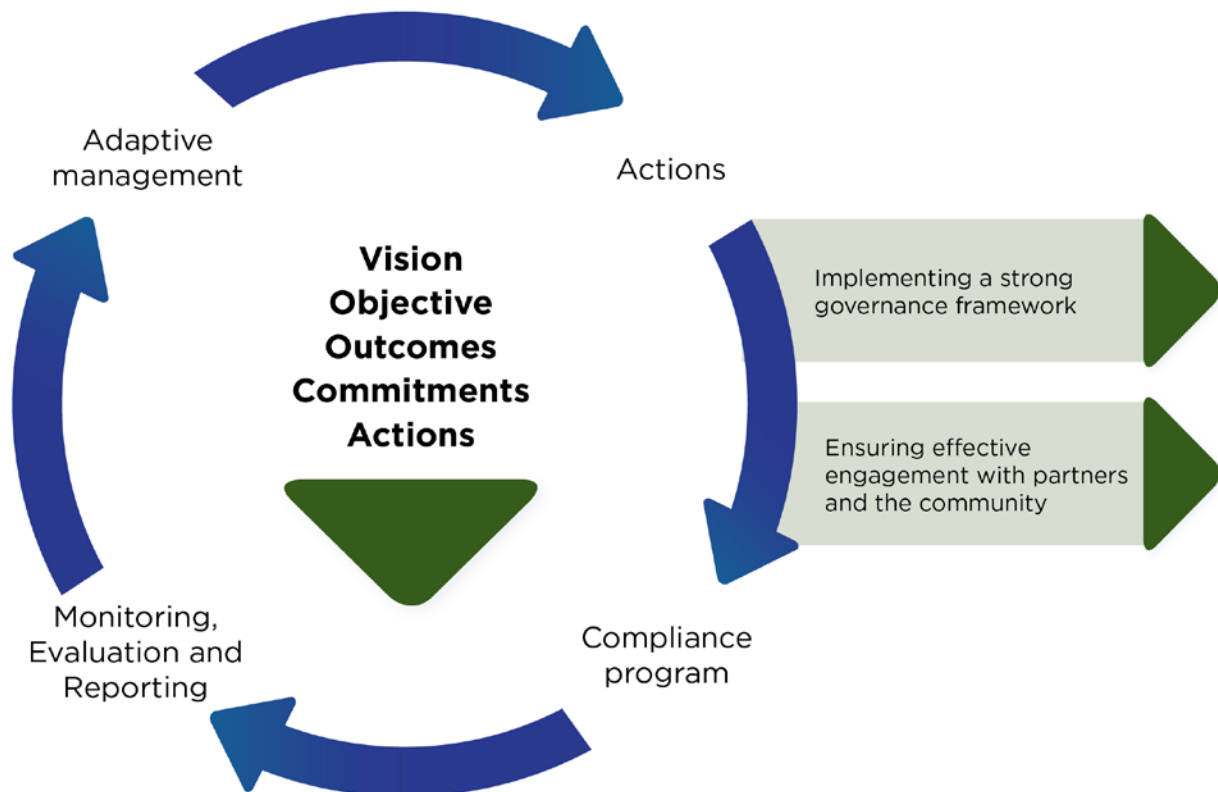 Adaptive
management
Actions
Vision
Objective
Outcomes
Commitments
Actions
Implementing a strong
governance framework
Ensuring effective
engagement with partners
and the community
Monitoring,
Evaluation and
Reporting
Compliance
program